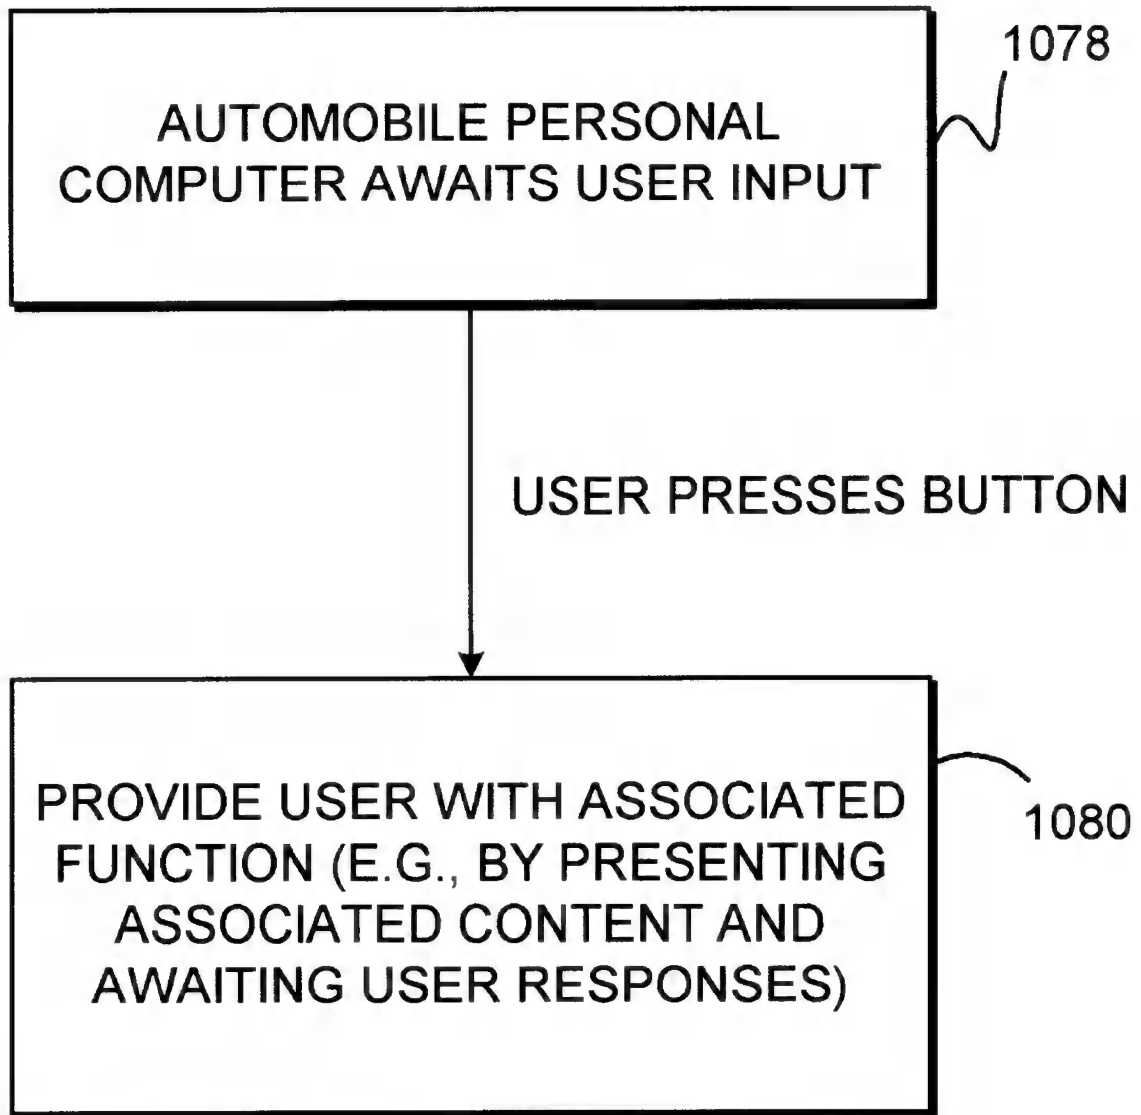 1078
AUTOMOBILE PERSONAL
COMPUTER AWAITS USER INPUT
USER PRESSES BUTTON
PROVIDE USER WITH ASSOCIATED
FUNCTION (E.G., BY PRESENTING
ASSOCIATED CONTENT AND
AWAITING USER RESPONSES)
1080